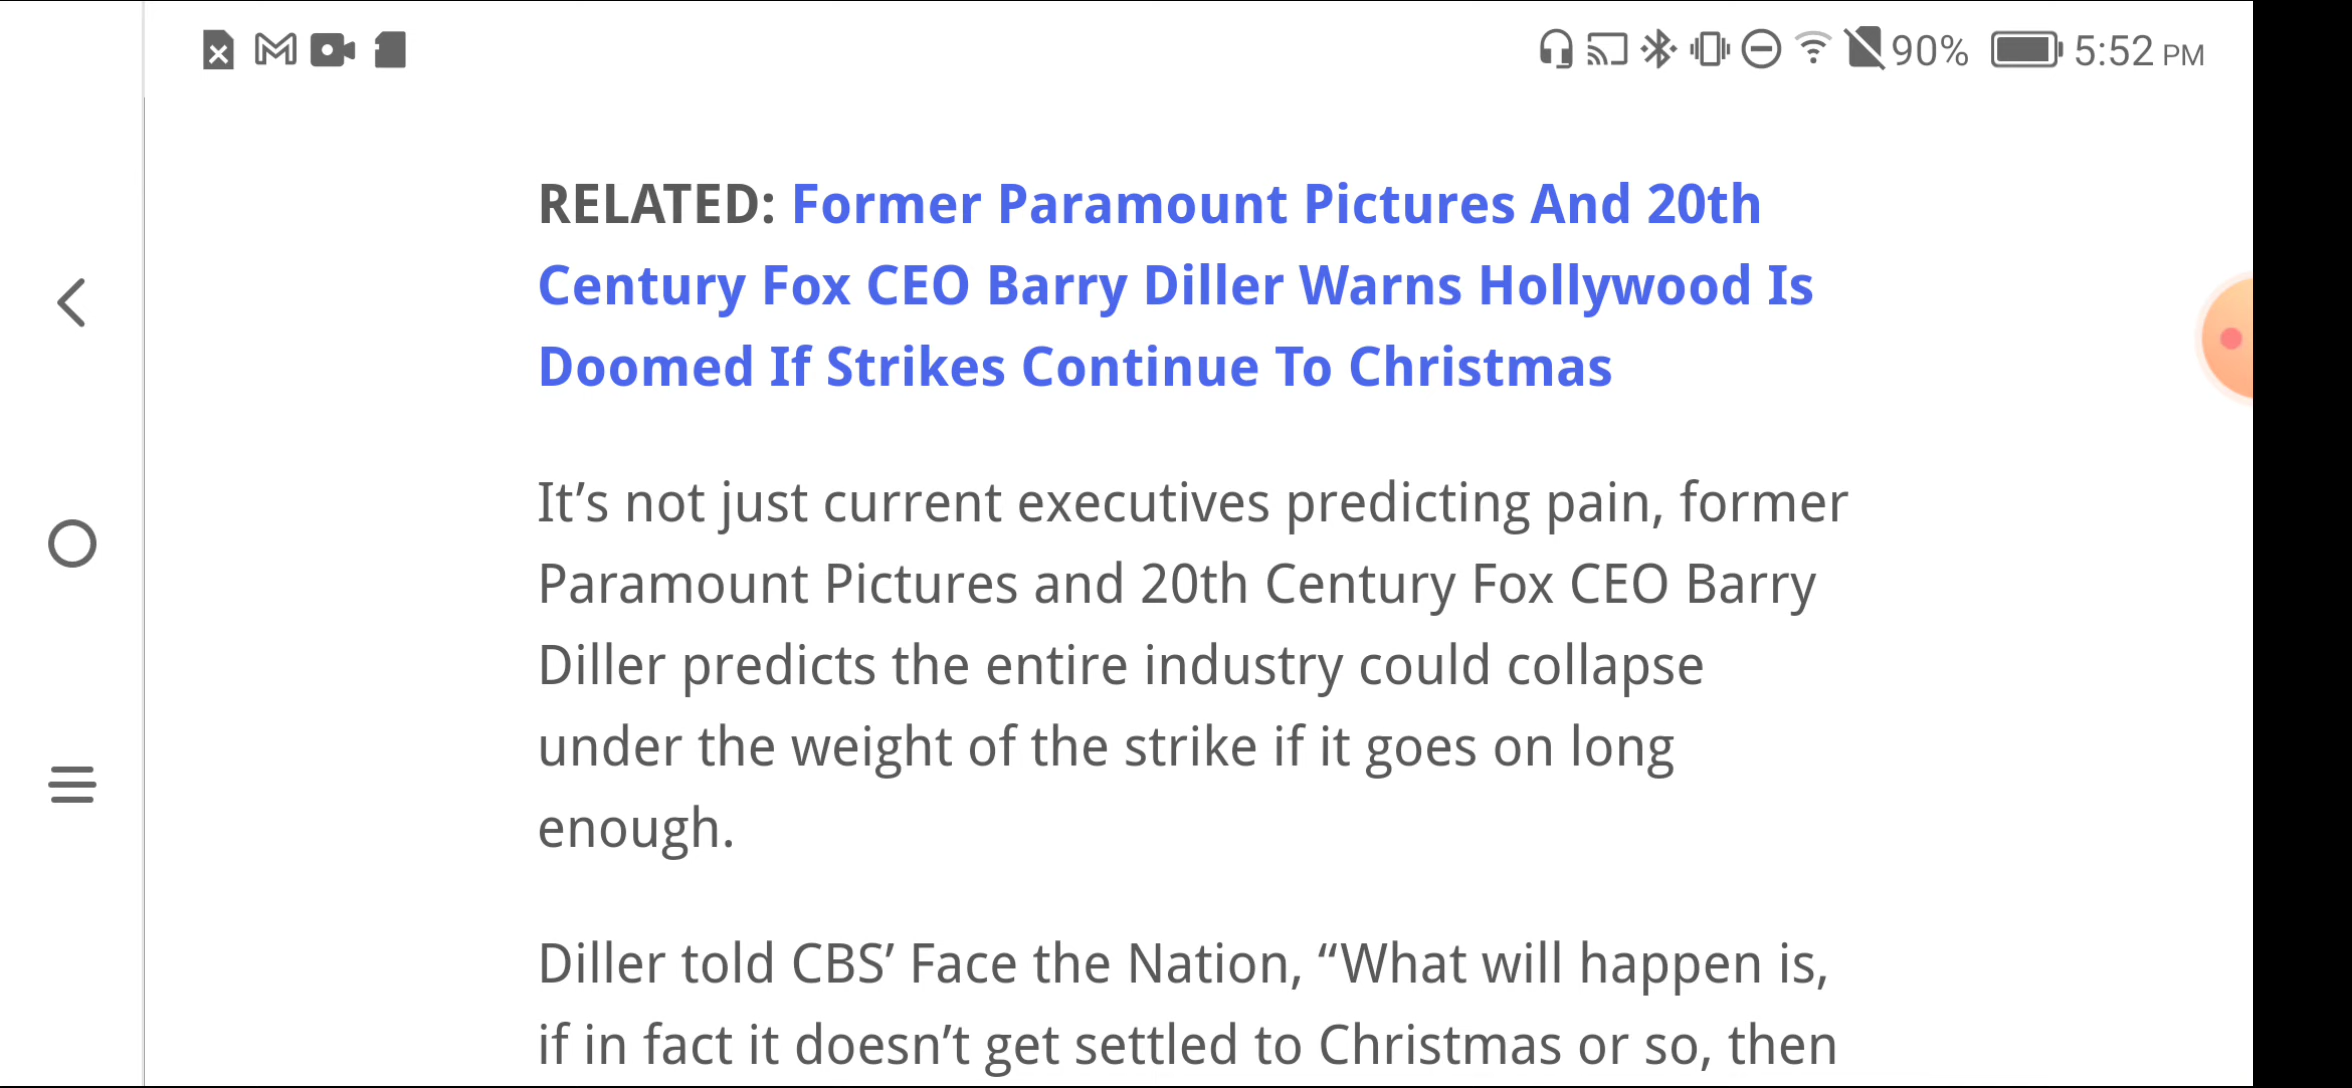 90% 5:52 PM
RELATED: Former Paramount Pictures And 20th
Century Fox CEO Barry Diller Warns Hollywood Is
Doomed If Strikes Continue To Christmas
It’s not just current executives predicting pain, former
Paramount Pictures and 20th Century Fox CEO Barry
Diller predicts the entire industry could collapse
under the weight of the strike if it goes on long
enough.
Diller told CBS’ Face the Nation, “What will happen is,
if in fact it doesn’t get settled to Christmas or so, then